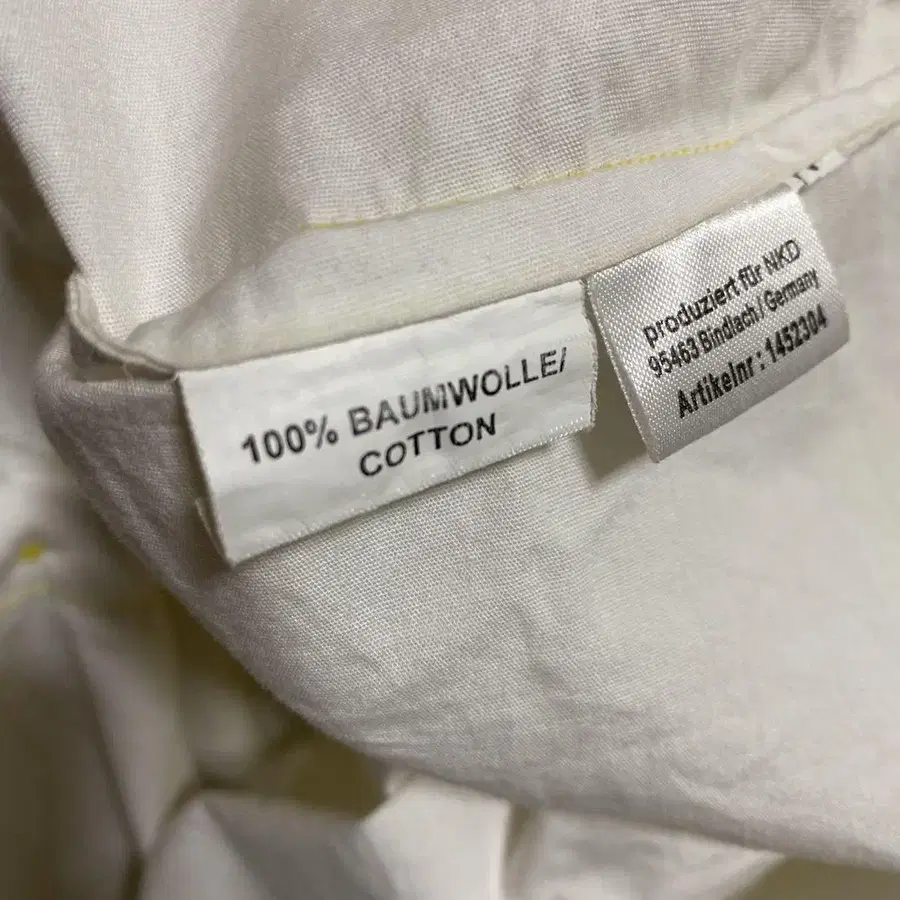 100% BAUMWOLLE/
COTTON
produziert für NKD
95463 Bindlach / Germany
Artikelnr : 1452304